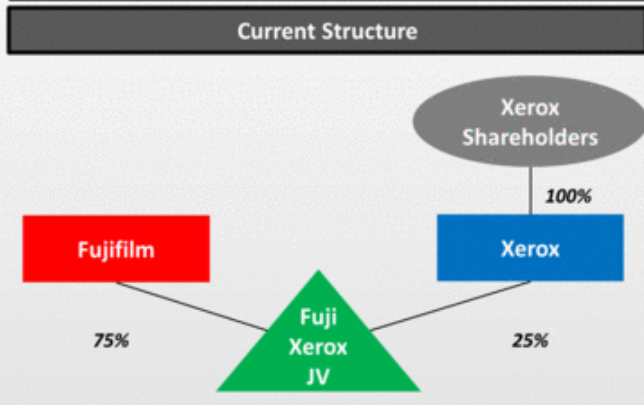 Current Structure
Xerox
Shareholders
100%
Fujifilm
Xerox
75%
Fuji
Xerox
JV
25%